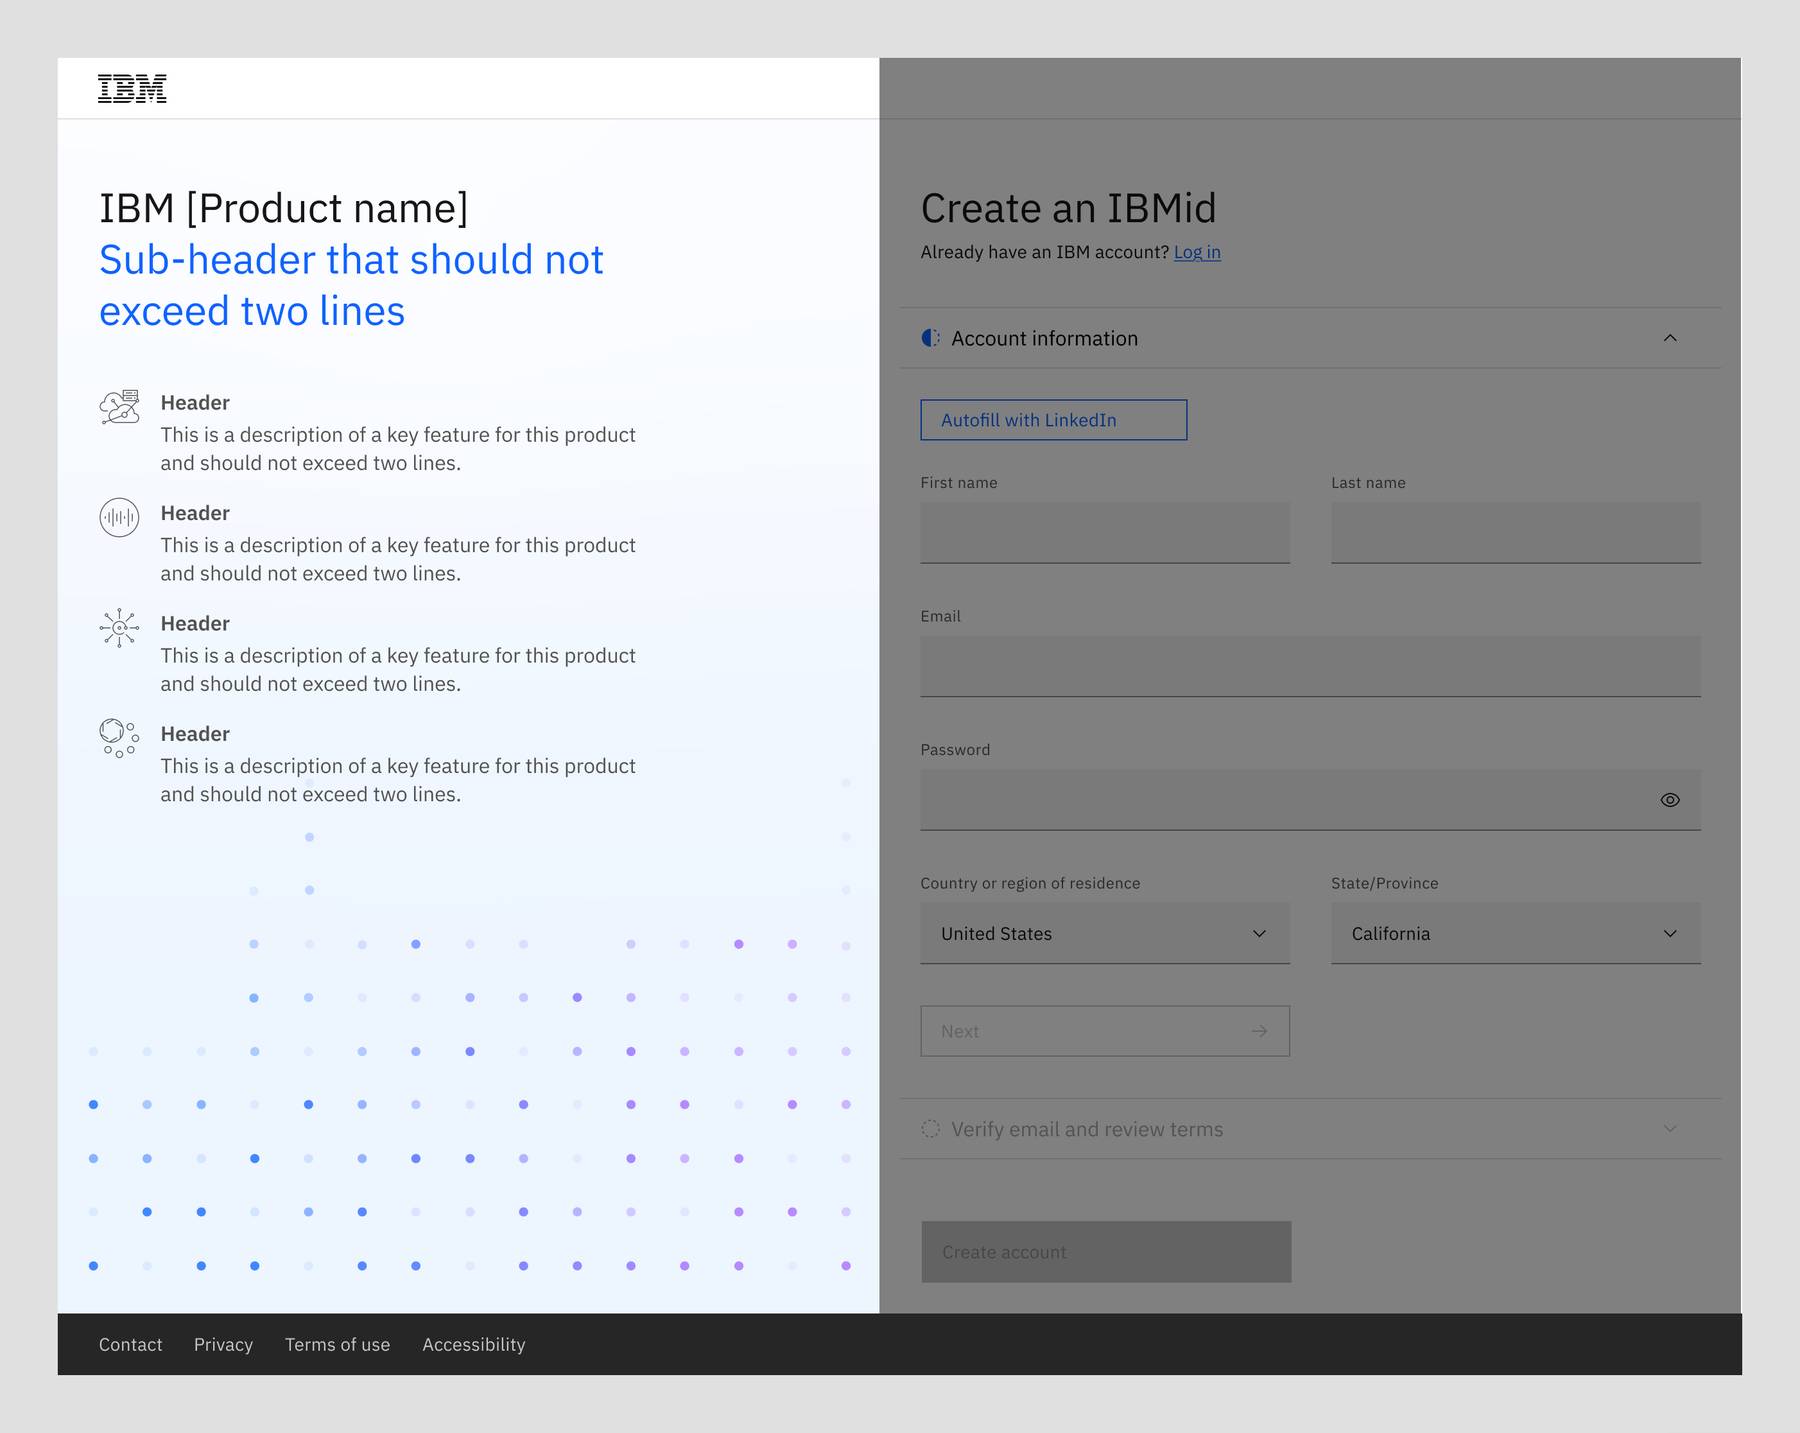 IBM
IBM [Product name]
Sub-header that should not
exceed two lines
Header
This is a description of a key feature for this product
and should not exceed two lines.
Header
This is a description of a key feature for this product
and should not exceed two lines.
Header
This is a description of a key feature for this product
and should not exceed two lines.
Header
This is a description of a key feature for this product
and should not exceed two lines.
Create an IBMid
Already have an IBM account? Log in
Account information
Autofill with LinkedIn
First name
Last name
Email
Password
Country or region of residence
State/Province
United States
California
Next
Verify email and review terms
Create account
Contact
Privacy
Terms of use
Accessibility